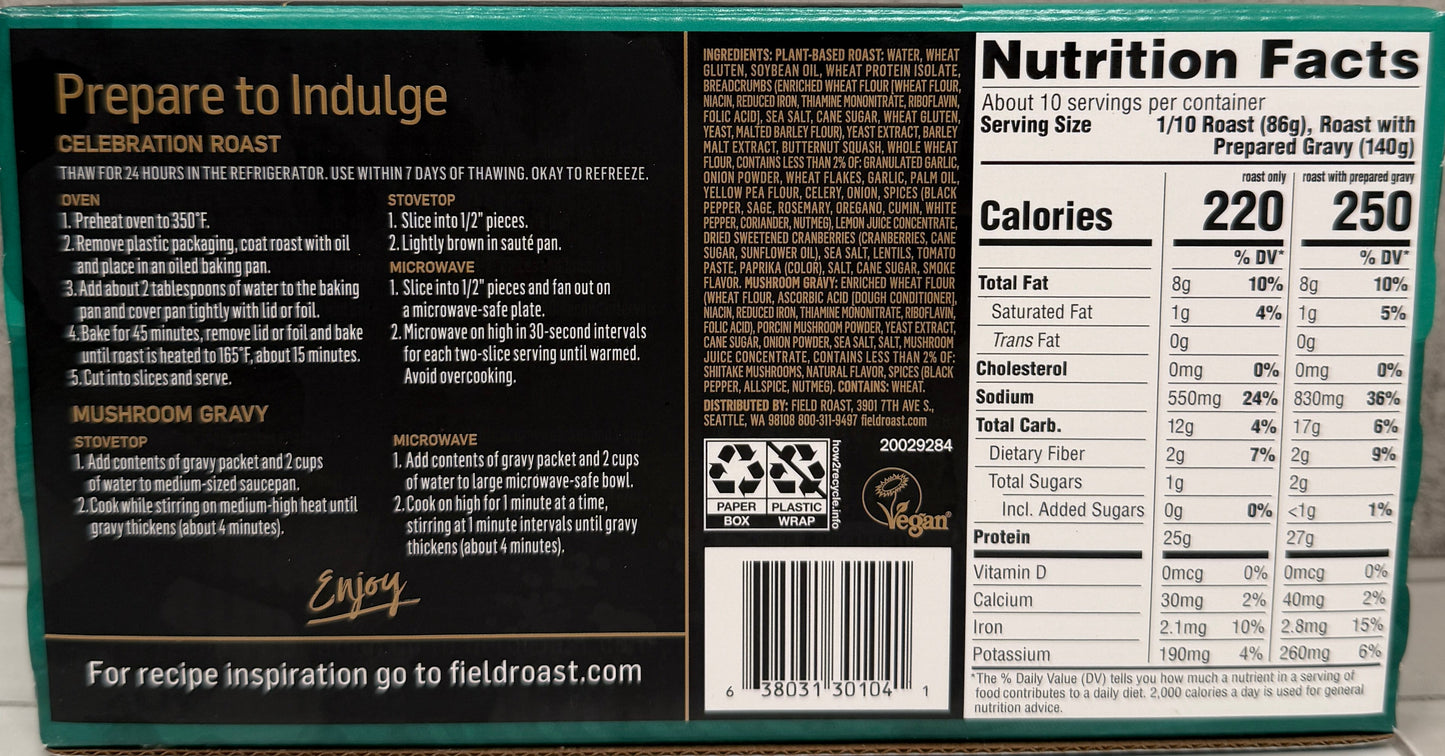 Prepare to Indulge
CELEBRATION ROAST
THAW FOR 24 HOURS IN THE REFRIGERATOR. USE WITHIN 7 DAYS OF THAWING. OKAY TO REFREEZE.
OVEN
1. Preheat oven to 350°F.
2. Remove plastic packaging, coat roast with oil
and place in an oiled baking pan.
3. Add about 2 tablespoons of water to the baking
pan and cover pan tightly with lid or foil.
4. Bake for 45 minutes, remove lid or foil and bake
until roast is heated to 165°F, about 15 minutes.
5. Cut into slices and serve.
STOVETOP
1. Slice into 1/2" pieces.
2. Lightly brown in sauté pan.
MICROWAVE
1. Slice into 1/2" pieces and fan out on
a microwave-safe plate.
2. Microwave on high in 30-second intervals
for each two-slice serving until warmed.
Avoid overcooking.
MUSHROOM GRAVY
STOVETOP
1. Add contents of gravy packet and 2 cups
of water to medium-sized saucepan.
2. Cook while stirring on medium-high heat until
gravy thickens (about 4 minutes).
MICROWAVE
1. Add contents of gravy packet and 2 cups
of water to large microwave-safe bowl.
2. Cook on high for 1 minute at a time,
stirring at 1 minute intervals until gravy
thickens (about 4 minutes).
Enjoy
For recipe inspiration go to fieldroast.com
INGREDIENTS: PLANT-BASED ROAST: WATER, WHEAT
GLUTEN, SOYBEAN OIL, WHEAT PROTEIN ISOLATE,
BREADCRUMBS (ENRICHED WHEAT FLOUR [WHEAT FLOUR,
NIACIN, REDUCED IRON, THIAMINE MONONITRATE, RIBOFLAVIN,
FOLIC ACID], SEA SALT, CANE SUGAR, WHEAT GLUTEN,
YEAST, MALTED BARLEY FLOUR), YEAST EXTRACT, BARLEY
MALT EXTRACT, BUTTERNUT SQUASH, WHOLE WHEAT
FLOUR, CONTAINS LESS THAN 2% OF: GRANULATED GARLIC,
ONION POWDER, WHEAT FLAKES, GARLIC, PALM OIL,
YELLOW PEA FLOUR, CELERY, ONION, SPICES (BLACK
PEPPER, SAGE, ROSEMARY, OREGANO, CUMIN, WHITE
PEPPER, CORIANDER, NUTMEG), LEMON JUICE CONCENTRATE,
DRIED SWEETENED CRANBERRIES (CRANBERRIES, CANE
SUGAR, SUNFLOWER OIL), SEA SALT, LENTILS, TOMATO
PASTE, PAPRIKA (COLOR), SALT, CANE SUGAR, SMOKE
FLAVOR. MUSHROOM GRAVY: ENRICHED WHEAT FLOUR
(WHEAT FLOUR, ASCORBIC ACID [DOUGH CONDITIONER],
NIACIN, REDUCED IRON, THIAMINE MONONITRATE, RIBOFLAVIN,
FOLIC ACID), PORCINI MUSHROOM POWDER, YEAST EXTRACT,
CANE SUGAR, ONION POWDER, SEA SALT, SALT, MUSHROOM
JUICE CONCENTRATE, CONTAINS LESS THAN 2% OF:
SHIITAKE MUSHROOMS, NATURAL FLAVOR, SPICES (BLACK
PEPPER, ALLSPICE, NUTMEG). CONTAINS: WHEAT.
DISTRIBUTED BY: FIELD ROAST, 3901 7TH AVE S.,
SEATTLE, WA 98108 800-311-9497 fieldroast.com
PAPER PLASTIC
BOX WRAP
how2recycle.info
20029284
Vegan®
6 38031 30104 1
Nutrition Facts
About 10 servings per container
Serving Size 1/10 Roast (86g), Roast with
Prepared Gravy (140g)
roast only roast with prepared gravy
Calories 220 250
% DV* % DV*
Total Fat 8g 10% 8g 10%
Saturated Fat 1g 4% 1g 5%
Trans Fat 0g 0g
Cholesterol 0mg 0% 0mg 0%
Sodium 550mg 24% 830mg 36%
Total Carb. 12g 4% 17g 6%
Dietary Fiber 2g 7% 2g 9%
Total Sugars 1g 2g
Incl. Added Sugars 0g 0% <1g 1%
Protein 25g 27g
Vitamin D 0mcg 0% 0mcg 0%
Calcium 30mg 2% 40mg 2%
Iron 2.1mg 10% 2.8mg 15%
Potassium 190mg 4% 260mg 6%
*The % Daily Value (DV) tells you how much a nutrient in a serving of
food contributes to a daily diet. 2,000 calories a day is used for general
nutrition advice.